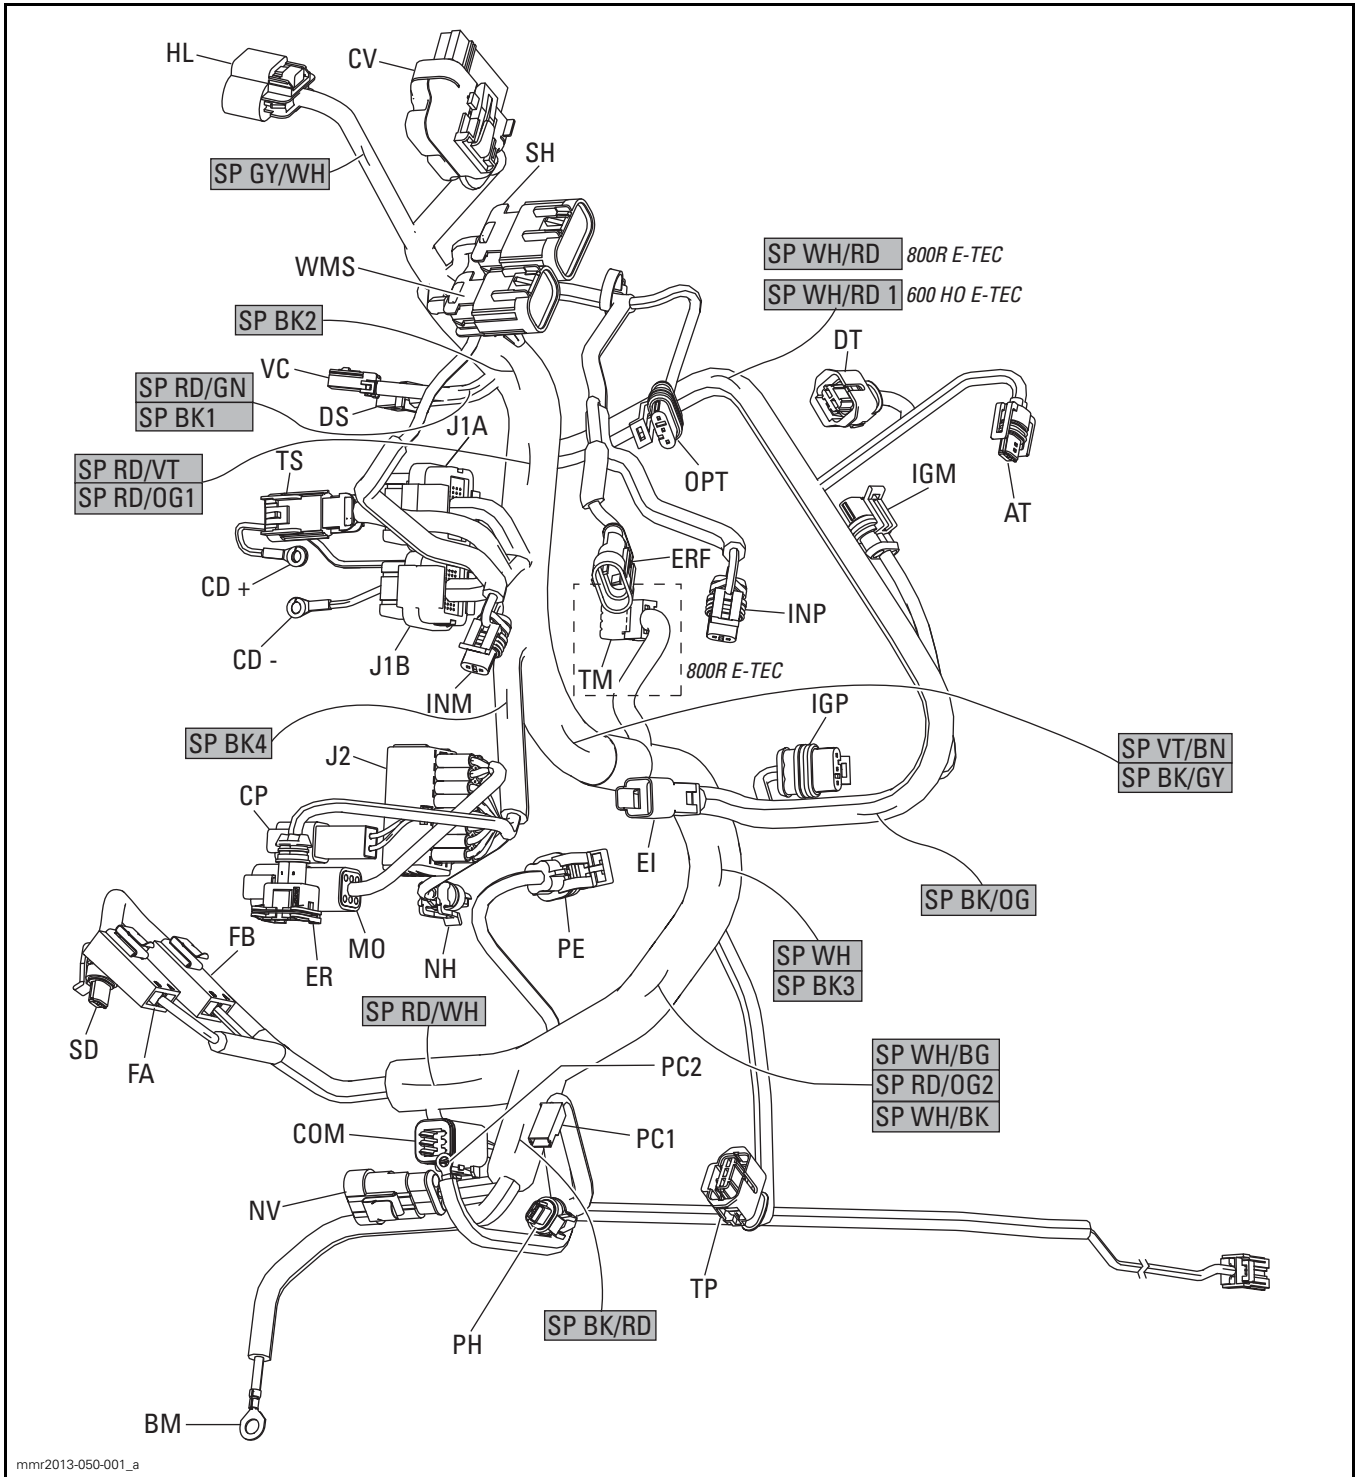 HL
CV
SP GY/WH
SH
WMS
SP WH/RD 800R E-TEC
SP WH/RD 1 600 HO E-TEC
SP BK2
DT
VC
SP RD/GN
SP BK1
DS
J1A
SP RD/VT
SP RD/OG1
TS
OPT
IGM
AT
CD +
ERF
INP
CD -
J1B
INM
TM
800R E-TEC
IGP
SP BK4
J2
SP VT/BN
SP BK/GY
CP
EI
SP BK/OG
FB
ER
MO
NH
PE
SP WH
SP BK3
SP RD/WH
SD
FA
PC2
SP WH/BG
SP RD/OG2
SP WH/BK
COM
PC1
NV
TP
PH
SP BK/RD
BM
mmr2013-050-001_a